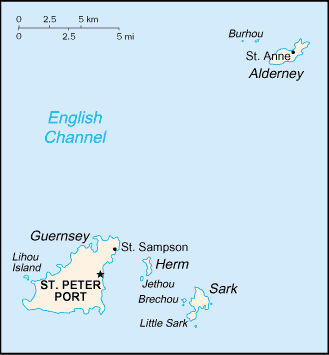 0 2.5 5 km
0 2.5 5 mi
Burhou
St. Anne
Alderney
English
Channel
Guernsey
St. Sampson
Lihou
Island
Herm
ST. PETER
PORT
Jethou
Sark
Brechou
Little Sark